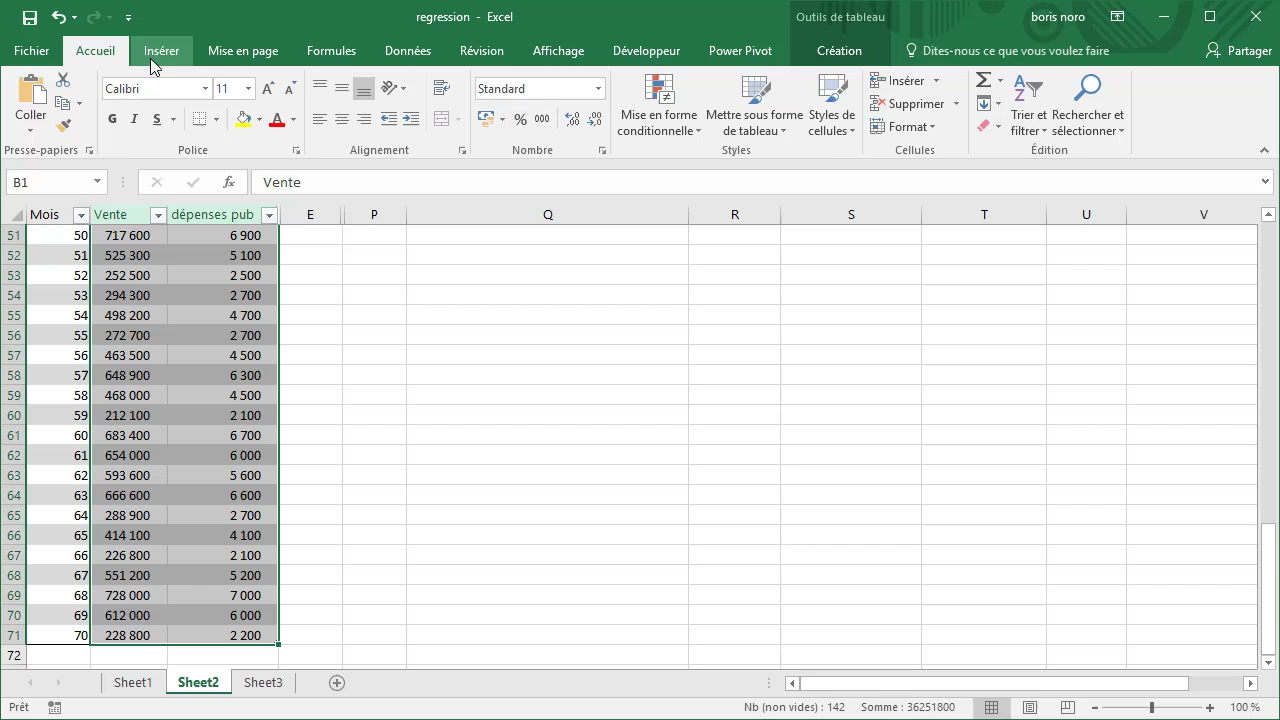 regression - Excel
Outils de tableau
boris noro
Fichier Accueil Insérer Mise en page Formules Données Révision Affichage Développeur Power Pivot Création Dites-nous ce que vous voulez faire Partager
Coller
Calibri 11
Standard
Mise en forme conditionnelle
Mettre sous forme de tableau
Styles de cellules
Insérer
Supprimer
Format
Trier et filtrer
Rechercher et sélectionner
G I S
% 000
Presse-papiers Police Alignement Nombre Styles Cellules Édition
B1 fx Vente
Mois Vente dépenses pub E P Q R S T U V
51 50 717 600 6 900
52 51 525 300 5 100
53 52 252 500 2 500
54 53 294 300 2 700
55 54 498 200 4 700
56 55 272 700 2 700
57 56 463 500 4 500
58 57 648 900 6 300
59 58 468 000 4 500
60 59 212 100 2 100
61 60 683 400 6 700
62 61 654 000 6 000
63 62 593 600 5 600
64 63 666 600 6 600
65 64 288 900 2 700
66 65 414 100 4 100
67 66 226 800 2 100
68 67 551 200 5 200
69 68 728 000 7 000
70 69 612 000 6 000
71 70 228 800 2 200
72
Sheet1 Sheet2 Sheet3
Prêt Nb (non vides) : 142 Somme : 36251800 100 %